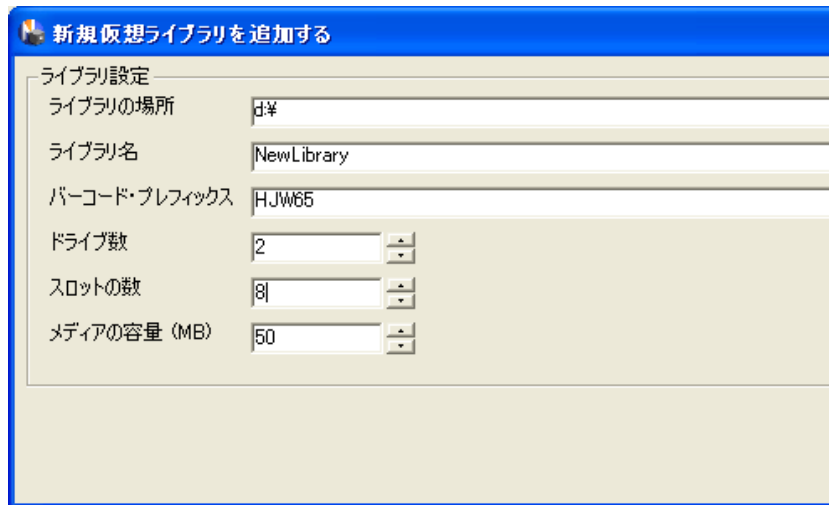 新規仮想ライブラリを追加する
ライブラリ設定
ライブラリの場所 d:¥
ライブラリ名 NewLibrary
バーコード・プレフィックス HJW65
ドライブ数 2
スロットの数 8
メディアの容量 (MB) 50